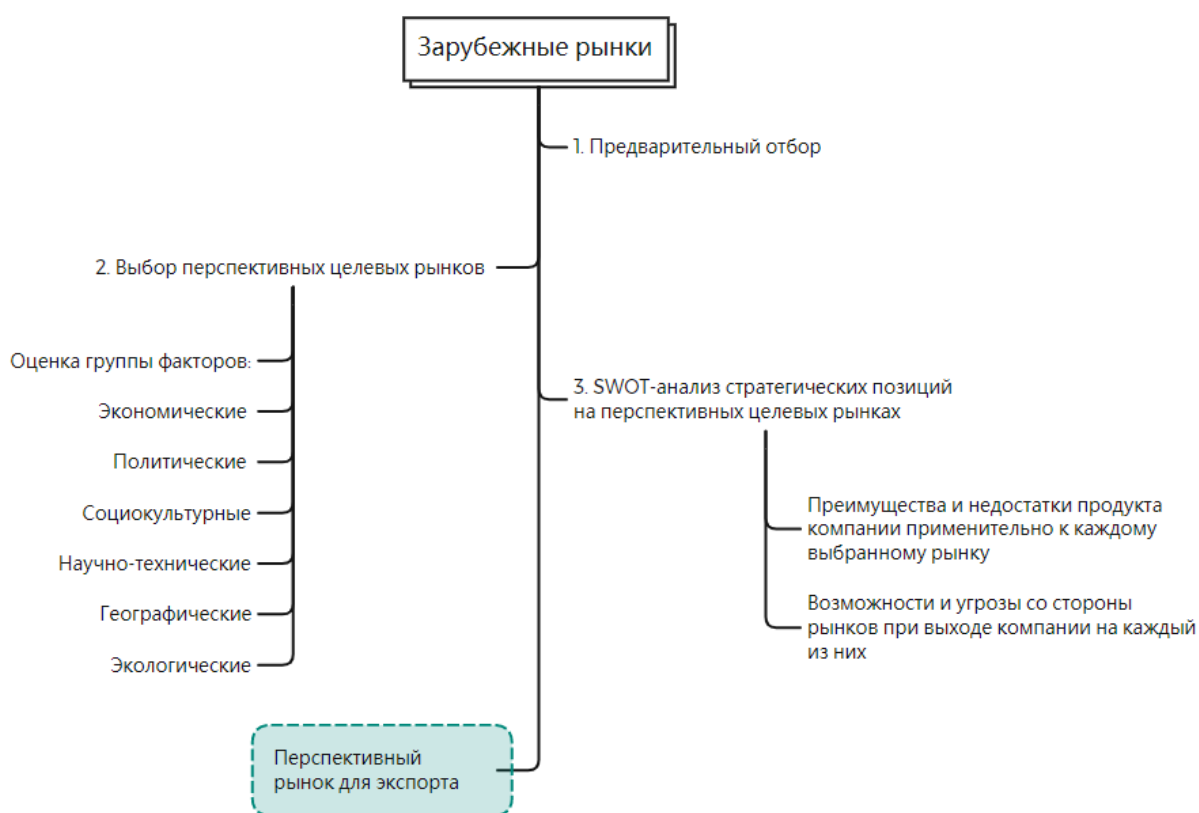 Зарубежные рынки
1. Предварительный отбор
2. Выбор перспективных целевых рынков
Оценка группы факторов:
Экономические
Политические
Социокультурные
Научно-технические
Географические
Экологические
3. SWOT-анализ стратегических позиций
на перспективных целевых рынках
Преимущества и недостатки продукта
компании применительно к каждому
выбранному рынку
Возможности и угрозы со стороны
рынков при выходе компании на каждый
из них
Перспективный
рынок для экспорта